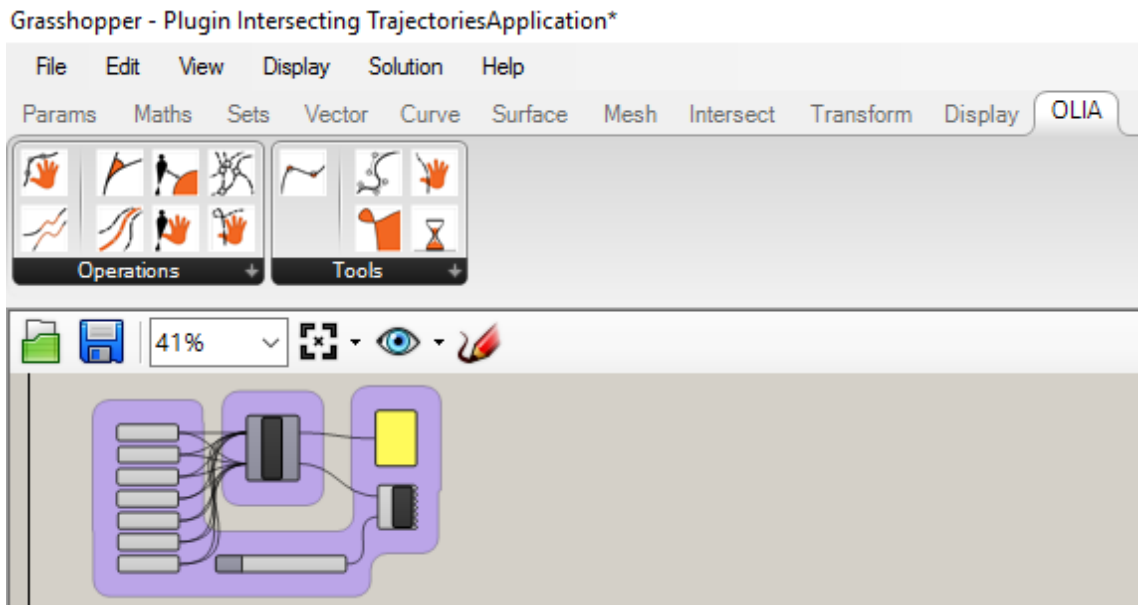 Grasshopper - Plugin Intersecting TrajectoriesApplication*
File Edit View Display Solution Help
Params Maths Sets Vector Curve Surface Mesh Intersect Transform Display OLIA
Operations Tools
41%